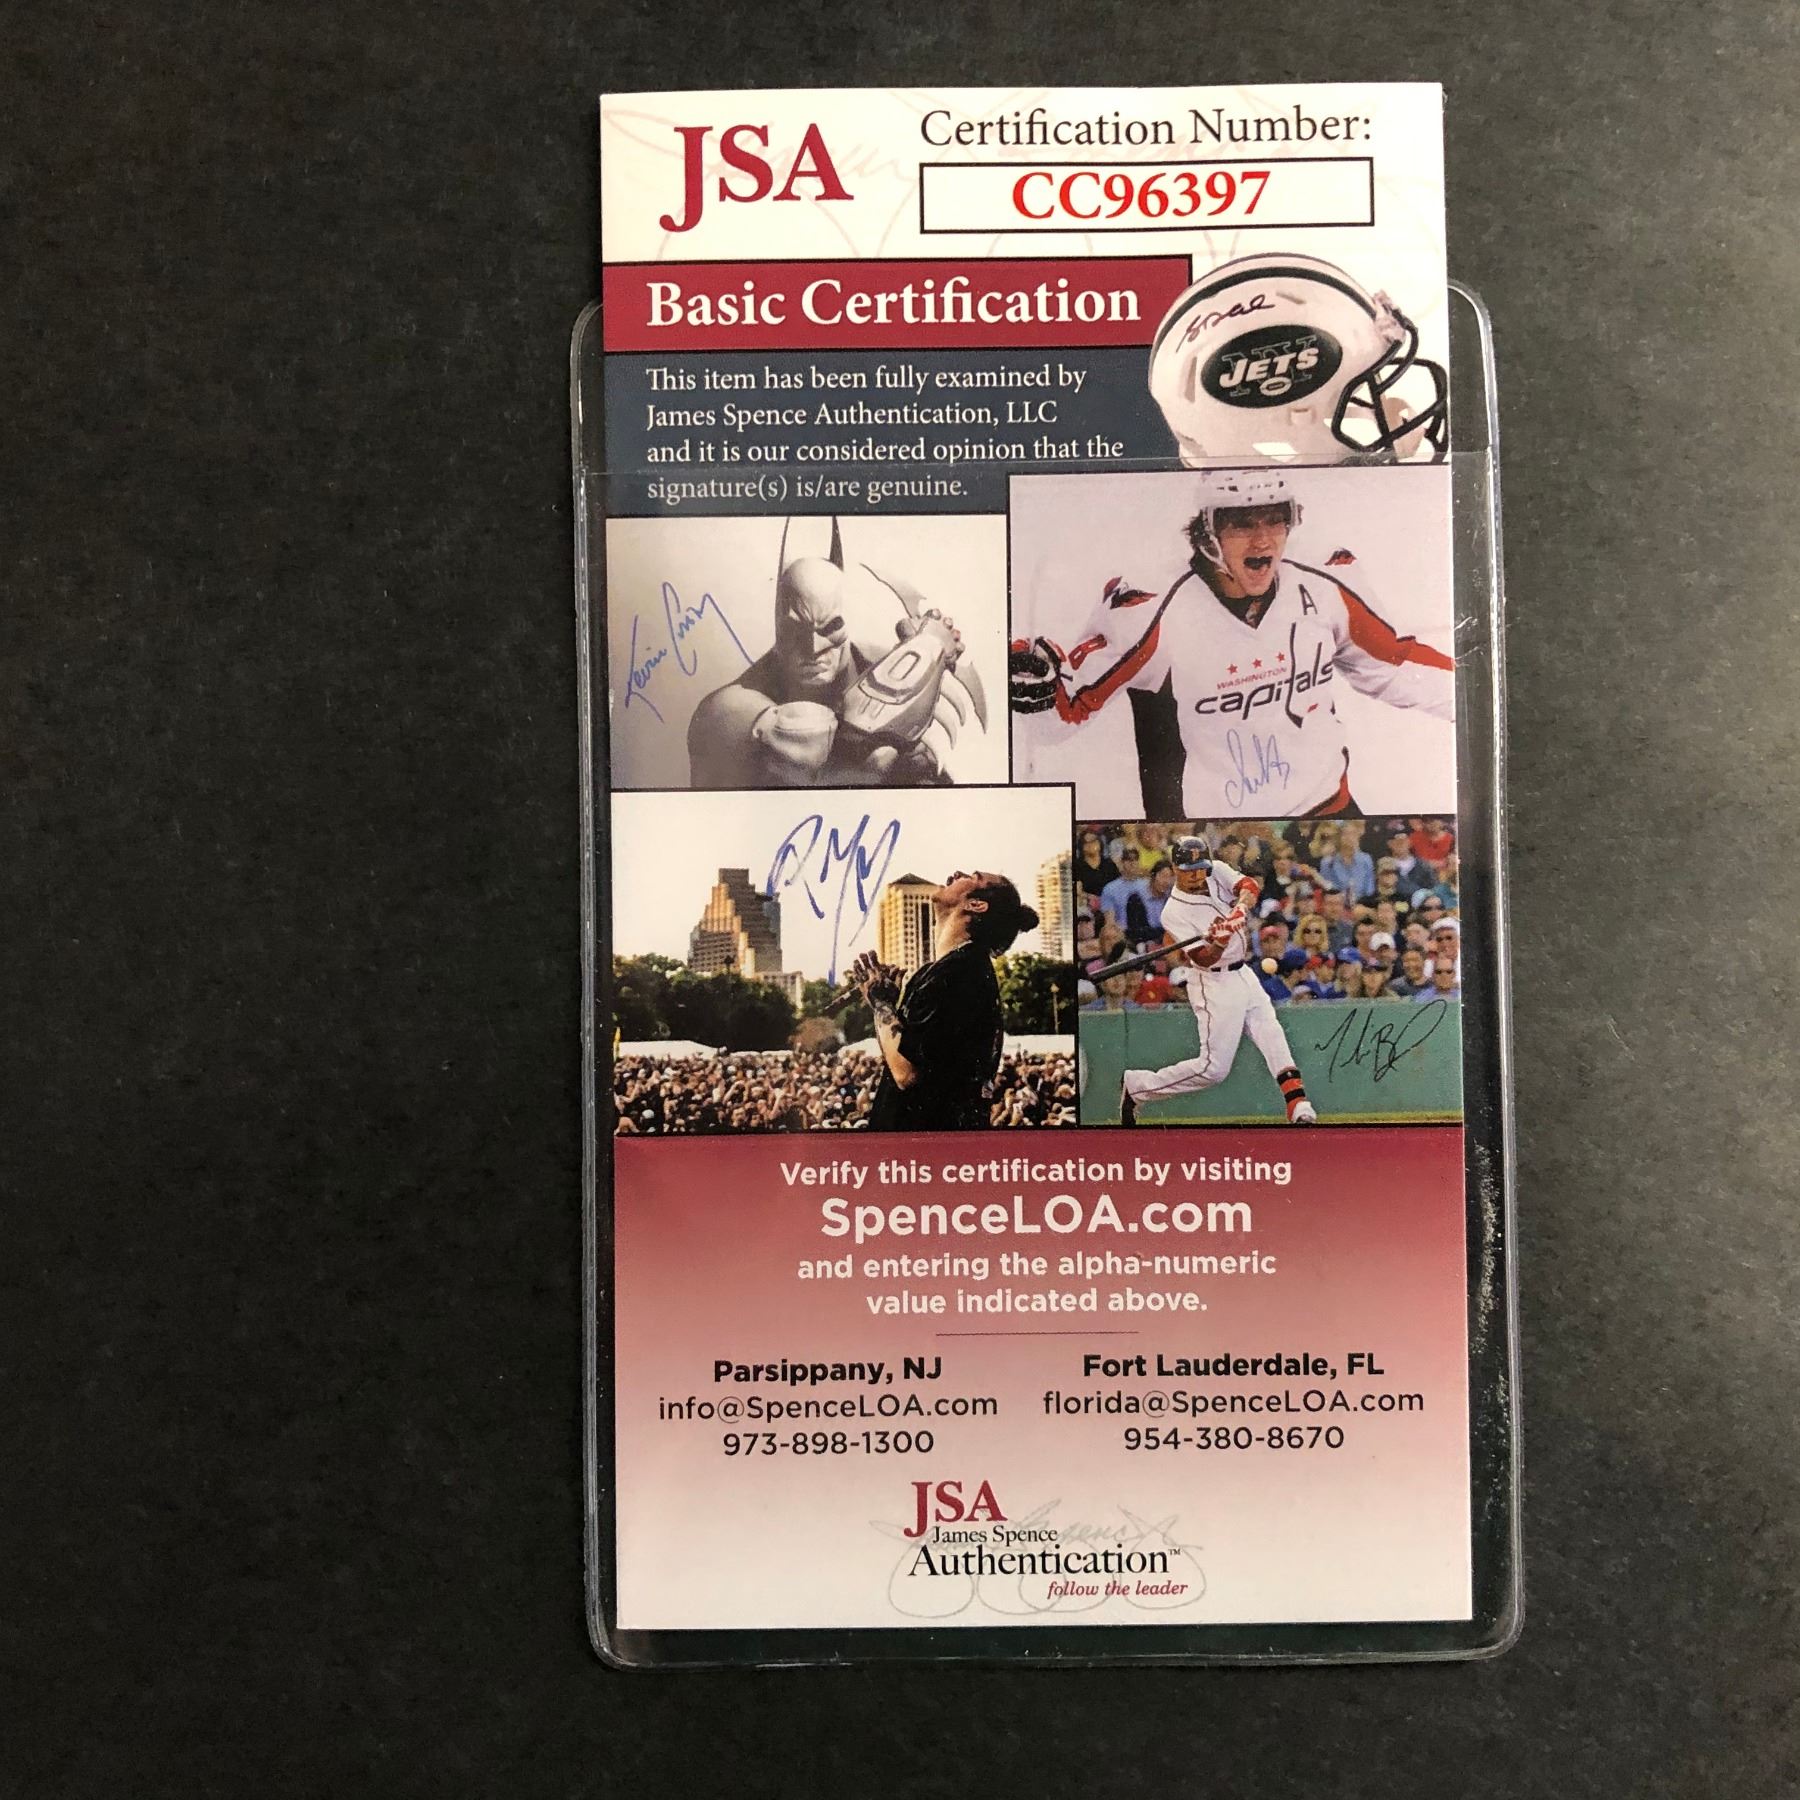 JSA
Certification Number:
CC96397
Basic Certification
This item has been fully examined by
James Spence Authentication, LLC
and it is our considered opinion that the
signature(s) is/are genuine.
JETS
A
WASHINGTON
capitals
Verify this certification by visiting
SpenceLOA.com
and entering the alpha-numeric
value indicated above.
Parsippany, NJ
info@SpenceLOA.com
973-898-1300
Fort Lauderdale, FL
florida@SpenceLOA.com
954-380-8670
JSA
James Spence
Authentication™
follow the leader